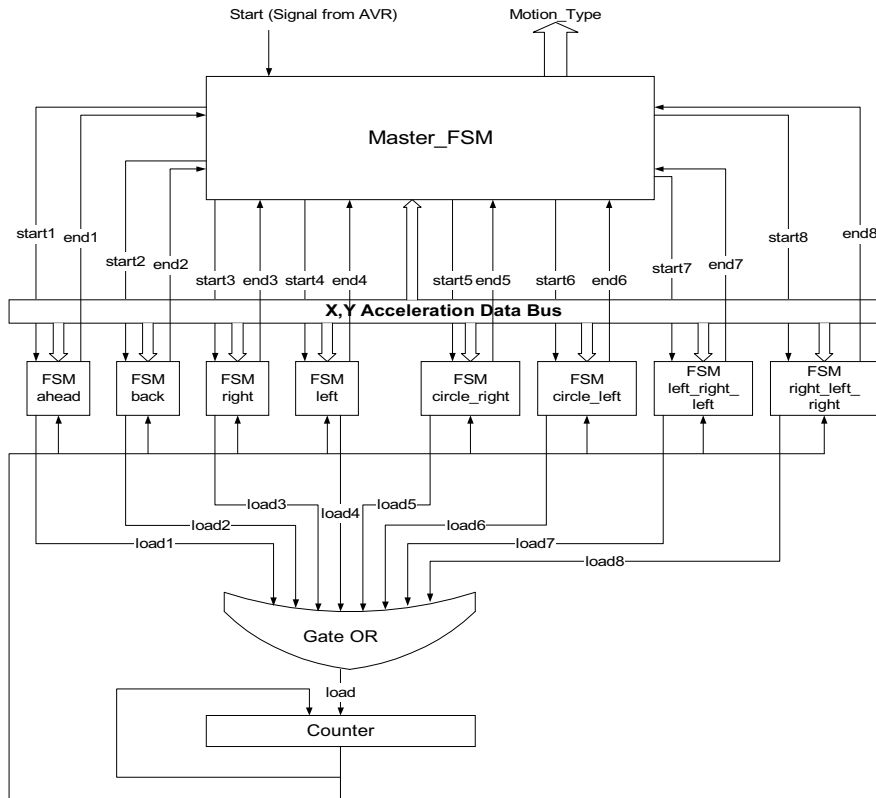 Start (Signal from AVR)
Motion_Type
Master_FSM
start1
end1
start2
end2
start3
end3
start4
end4
start5
end5
start6
end6
start7
end7
start8
end8
X,Y Acceleration Data Bus
FSM
ahead
FSM
back
FSM
right
FSM
left
FSM
circle_right
FSM
circle_left
FSM
left_right_
left
FSM
right_left_
right
load1
load2
load3
load4
load5
load6
load7
load8
Gate OR
load
Counter